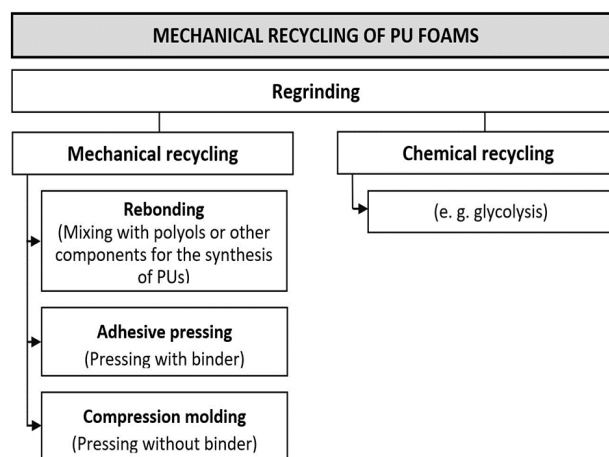 MECHANICAL RECYCLING OF PU FOAMS
Regrinding
Mechanical recycling
Chemical recycling
Rebonding
(Mixing with polyols or other
components for the synthesis
of PUs)
(e. g. glycolysis)
Adhesive pressing
(Pressing with binder)
Compression molding
(Pressing without binder)